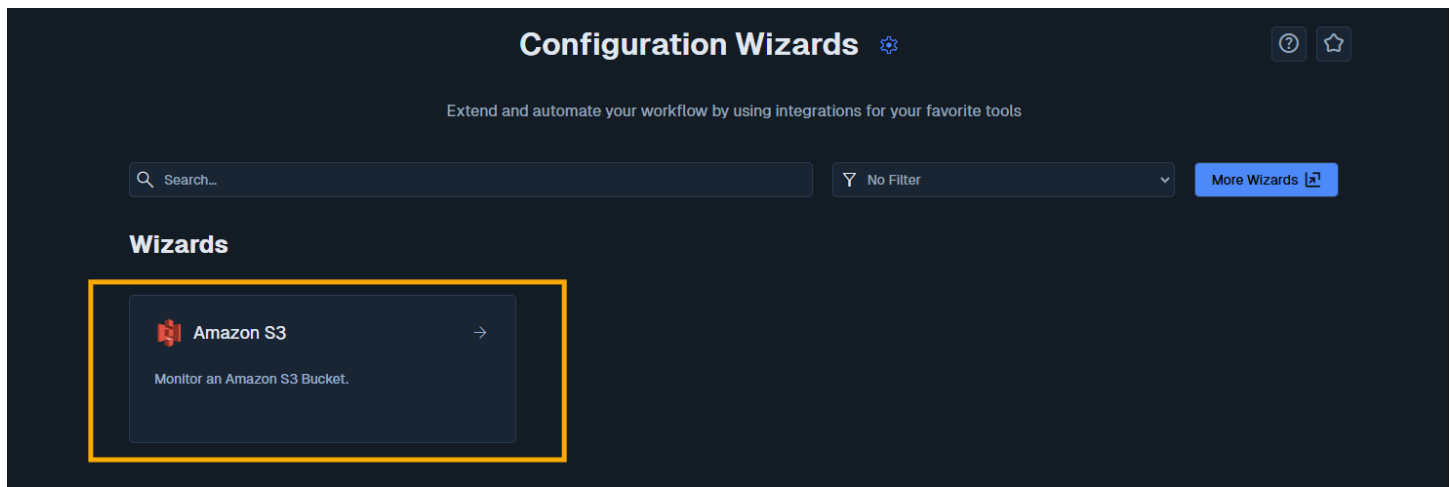 Configuration Wizards
Extend and automate your workflow by using integrations for your favorite tools
Search...
No Filter
More Wizards
Wizards
Amazon S3
Monitor an Amazon S3 Bucket.